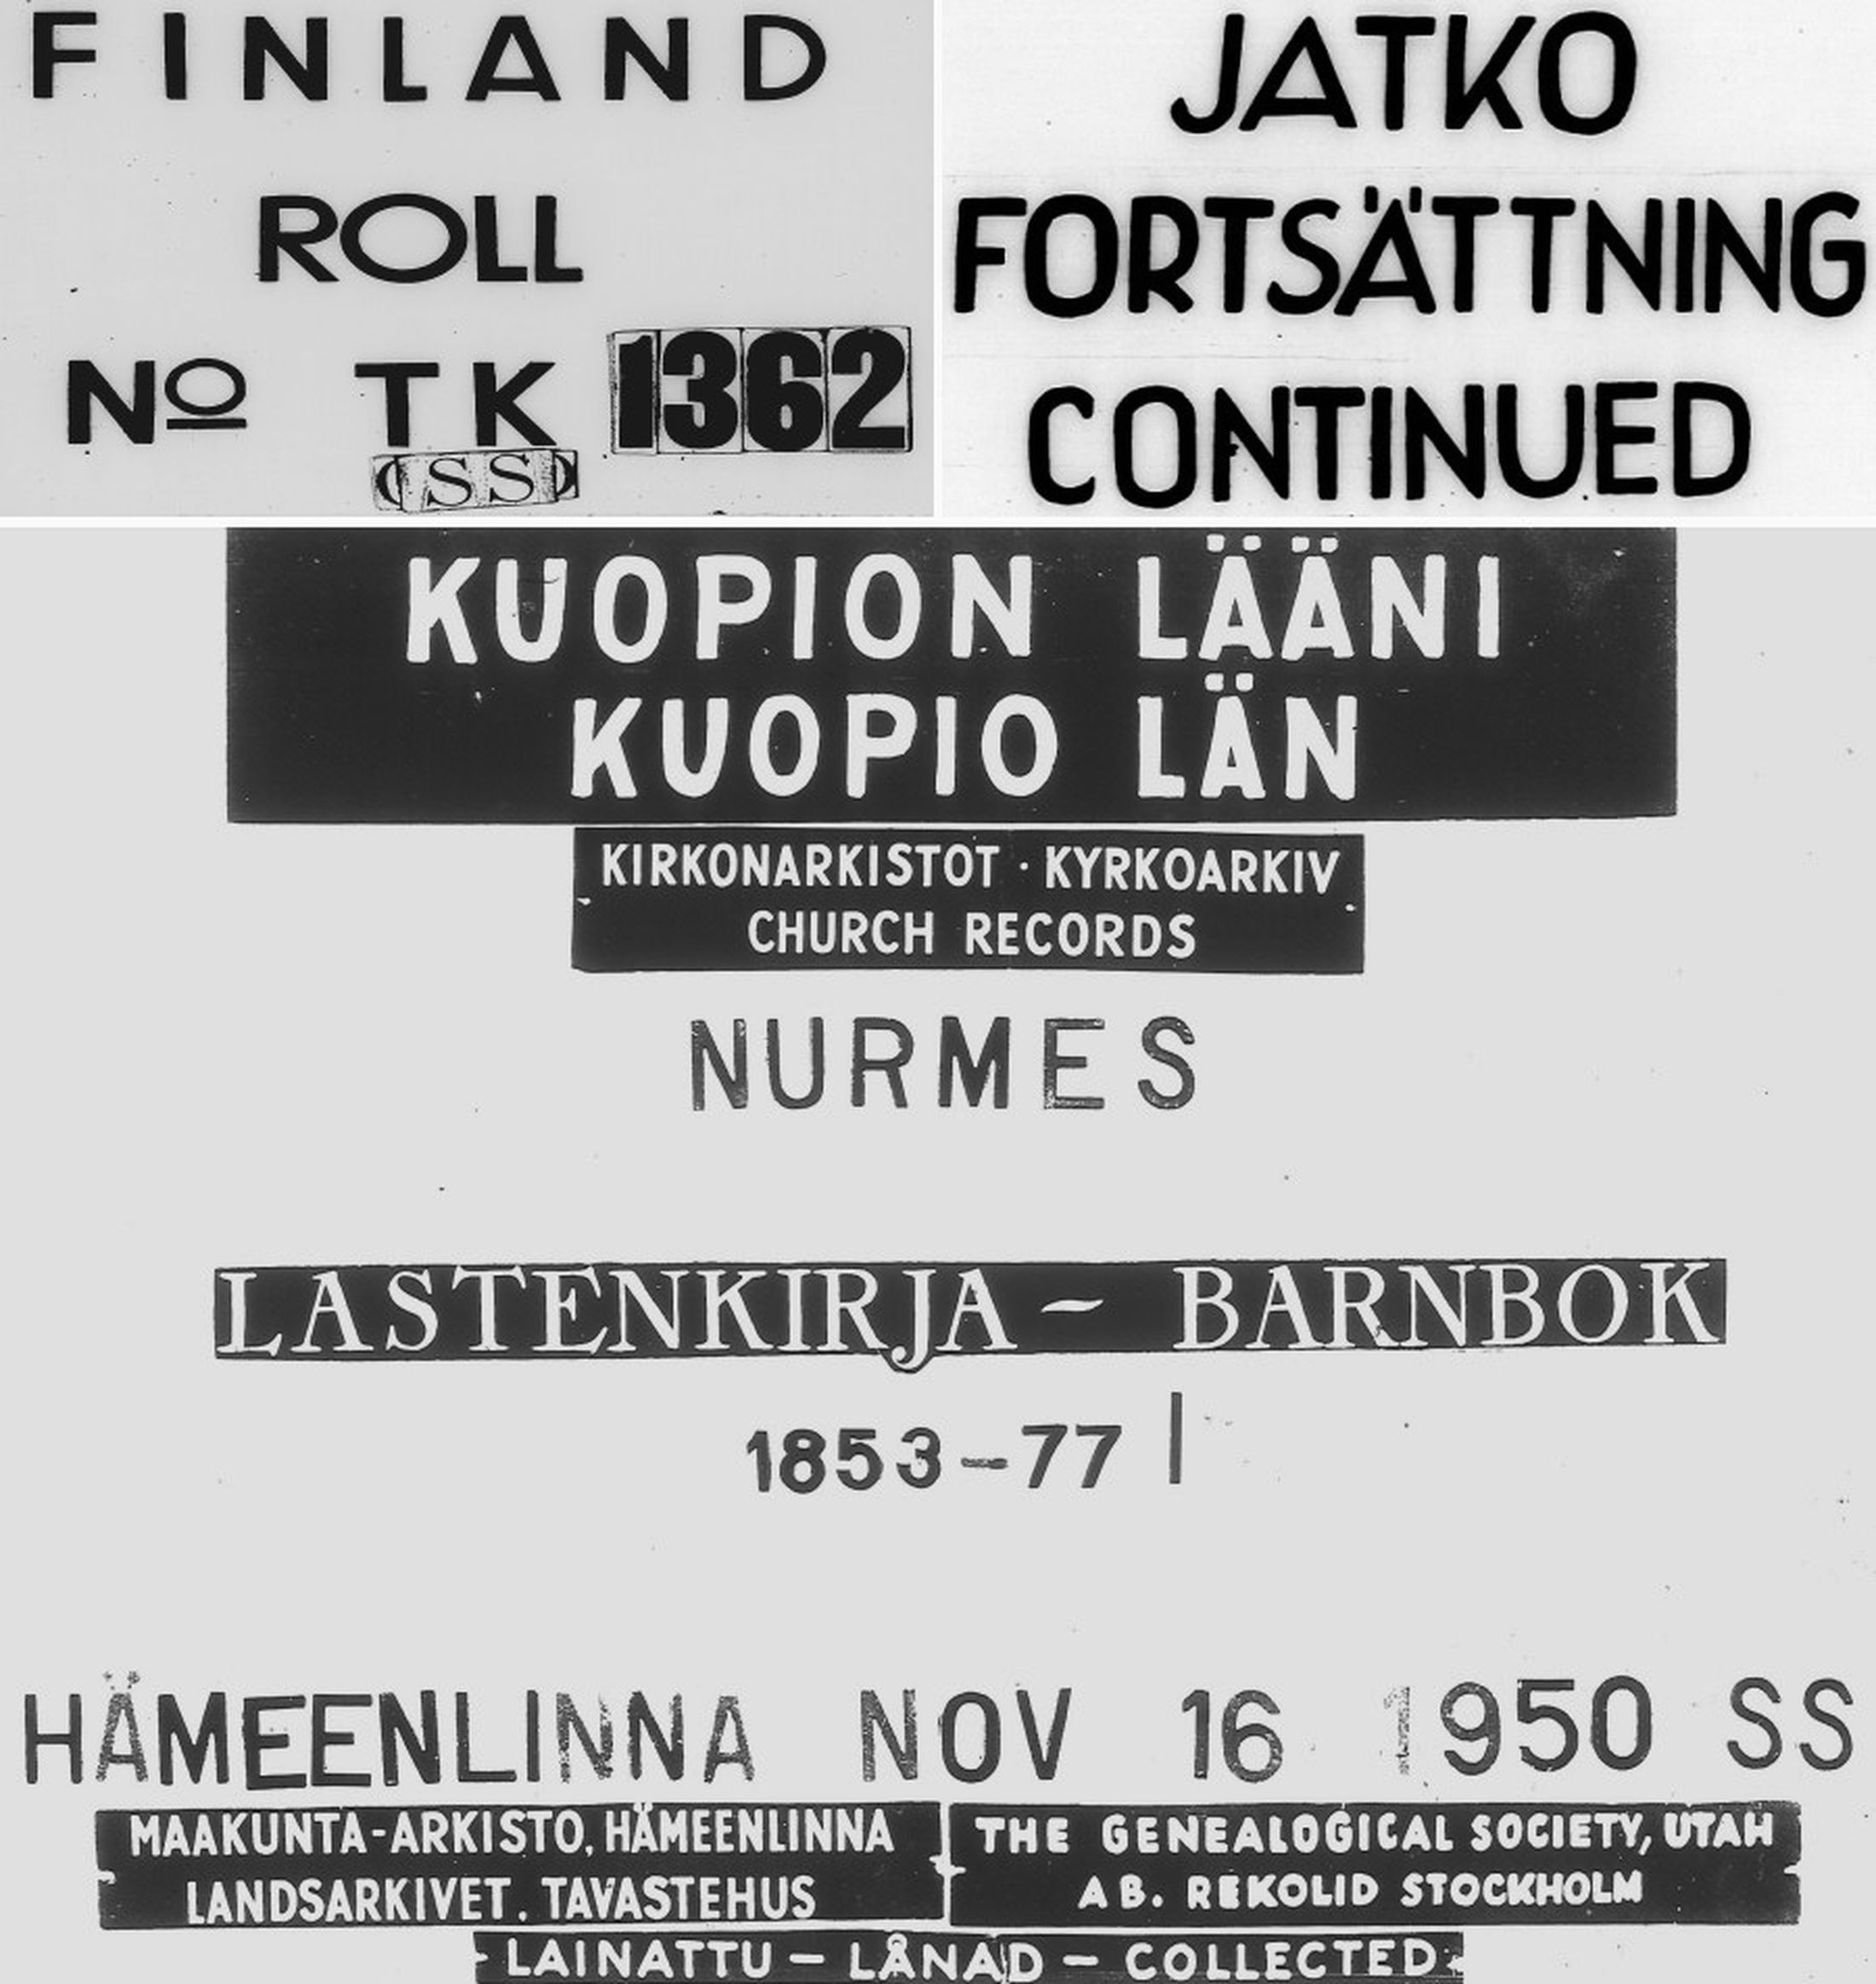 FINLAND
ROLL
Nº TK 1362
(SS)
JATKO
FORTSÄTTNING
CONTINUED
KUOPION LÄÄNI
KUOPIO LÄN
KIRKONARKISTOT · KYRKOARKIV
CHURCH RECORDS
NURMES
LASTENKIRJA - BARNBOK
1853-77 |
HÄMEENLINNA NOV 16 1950 SS
MAAKUNTA-ARKISTO, HÄMEENLINNA
LANDSARKIVET. TAVASTEHUS
THE GENEALOGICAL SOCIETY, UTAH
AB. REKOLID STOCKHOLM
LAINATTU - LÅNAD - COLLECTED